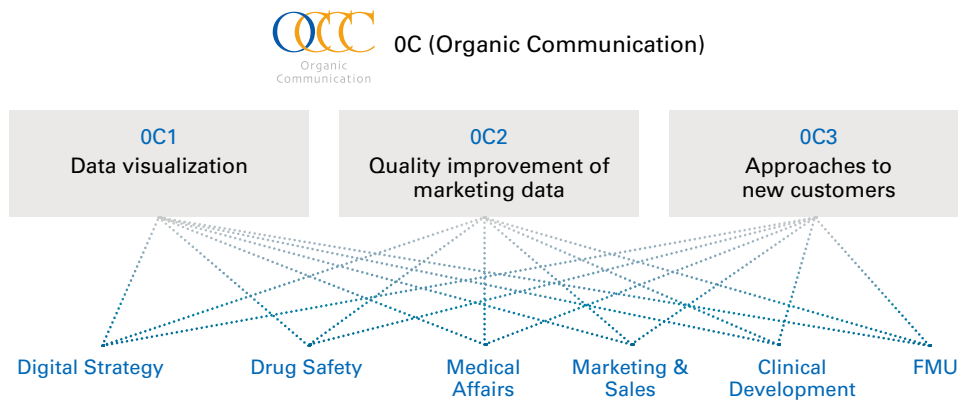 OCCC
Organic
Communication
0C (Organic Communication)
0C1
Data visualization
0C2
Quality improvement of
marketing data
0C3
Approaches to
new customers
Digital Strategy
Drug Safety
Medical
Affairs
Marketing &
Sales
Clinical
Development
FMU